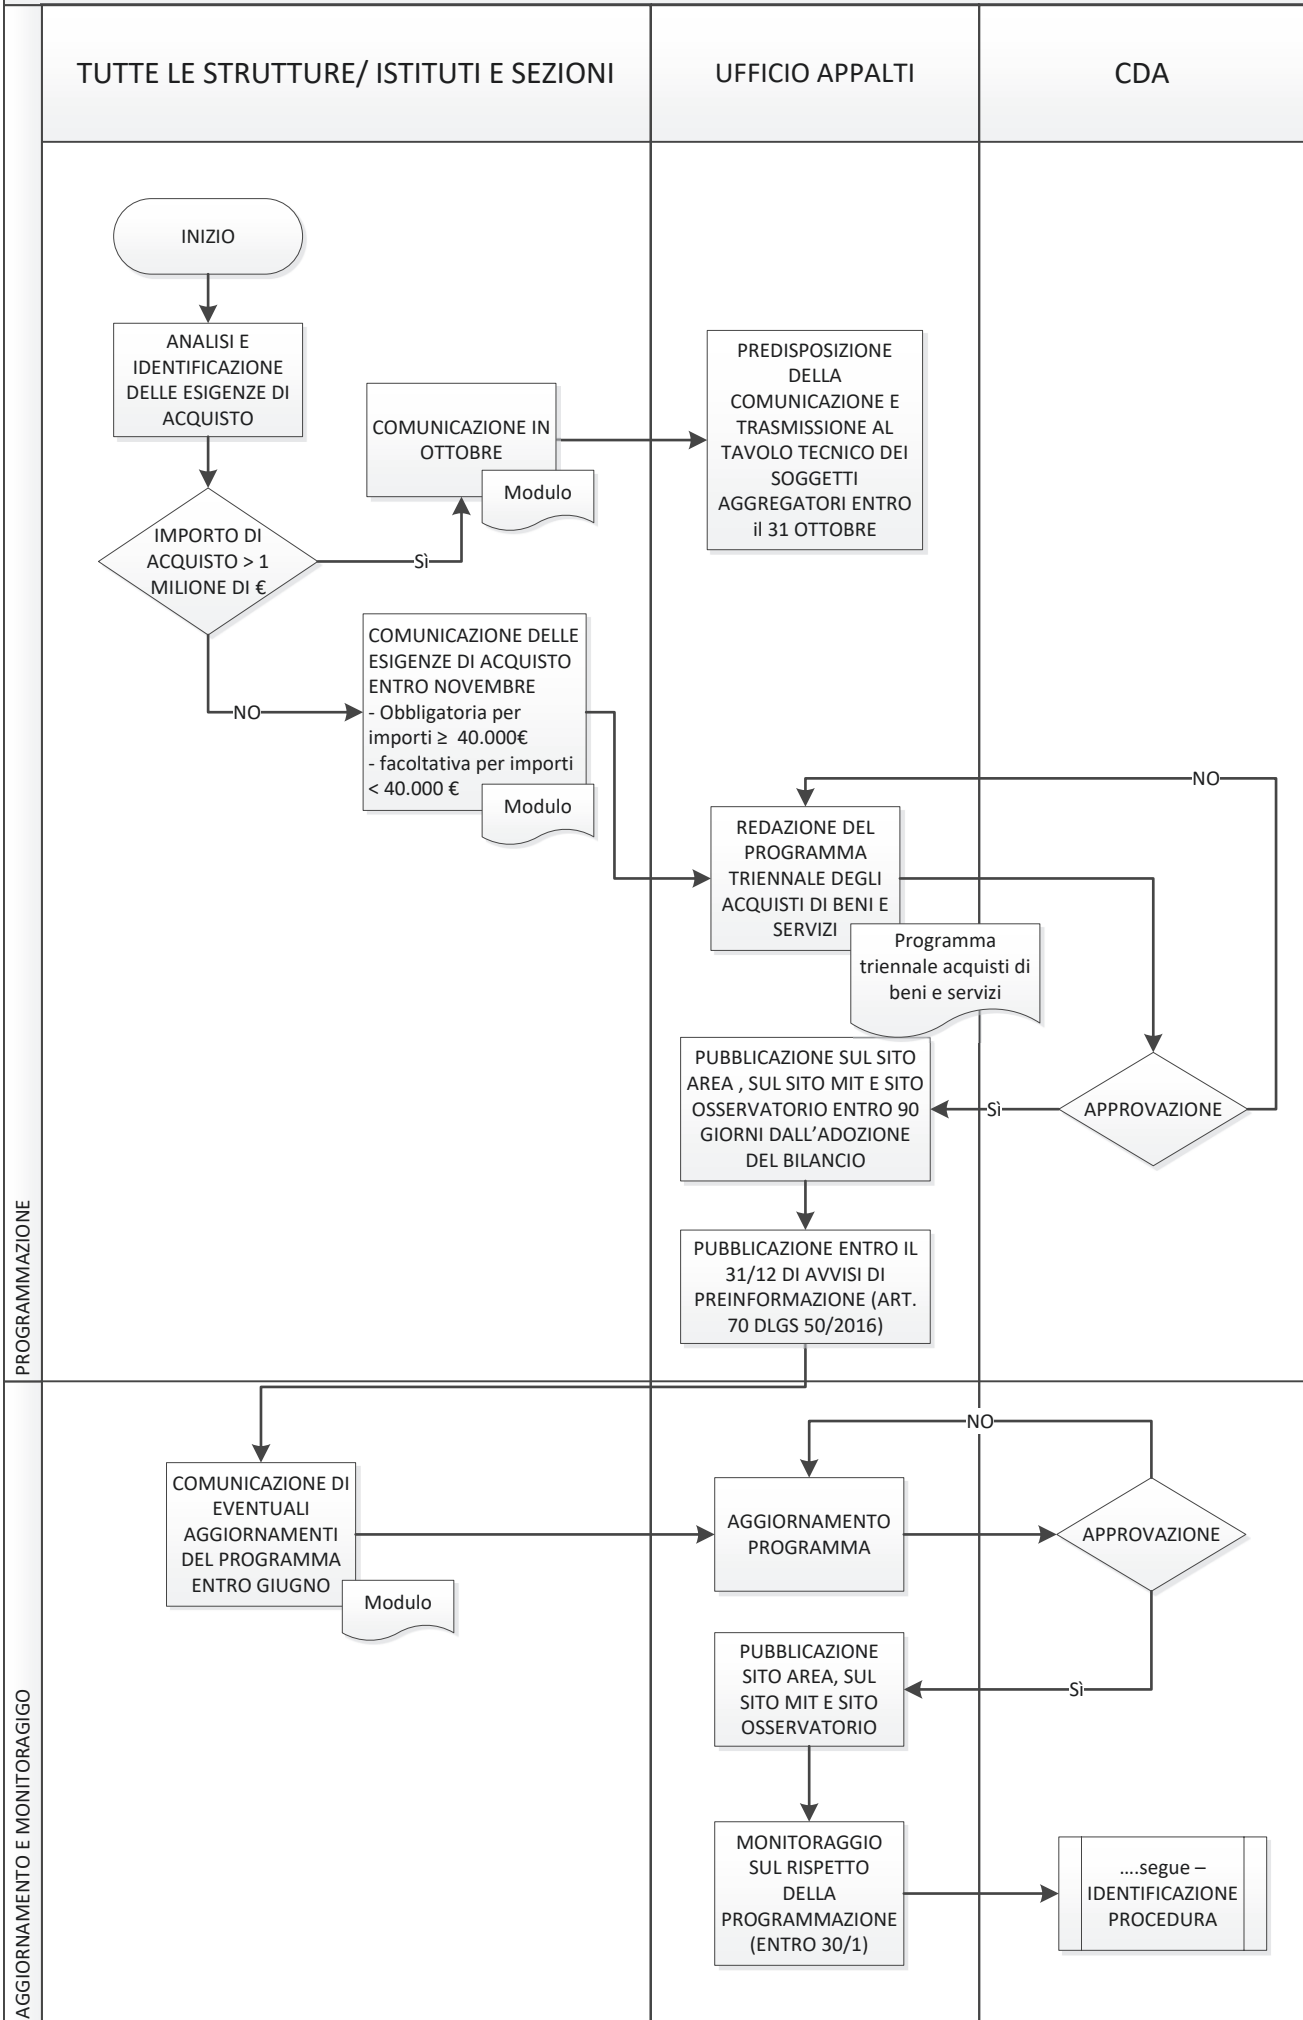 TUTTE LE STRUTTURE/ ISTITUTI E SEZIONI
UFFICIO APPALTI
CDA
INIZIO
ANALISI E
IDENTIFICAZIONE
DELLE ESIGENZE DI
ACQUISTO
COMUNICAZIONE IN
OTTOBRE
Modulo
PREDISPOSIZIONE
DELLA
COMUNICAZIONE E
TRASMISSIONE AL
TAVOLO TECNICO DEI
SOGGETTI
AGGREGATORI ENTRO
il 31 OTTOBRE
IMPORTO DI
ACQUISTO > 1
MILIONE DI €
Sì
NO
COMUNICAZIONE DELLE
ESIGENZE DI ACQUISTO
ENTRO NOVEMBRE
- Obbligatoria per
importi ≥ 40.000€
- facoltativa per importi
< 40.000 €
Modulo
NO
REDAZIONE DEL
PROGRAMMA
TRIENNALE DEGLI
ACQUISTI DI BENI E
SERVIZI
Programma
triennale acquisti di
beni e servizi
PUBBLICAZIONE SUL SITO
AREA , SUL SITO MIT E SITO
OSSERVATORIO ENTRO 90
GIORNI DALL'ADOZIONE
DEL BILANCIO
Sì
APPROVAZIONE
PUBBLICAZIONE ENTRO IL
31/12 DI AVVISI DI
PREINFORMAZIONE (ART.
70 DLGS 50/2016)
PROGRAMMAZIONE
NO
COMUNICAZIONE DI
EVENTUALI
AGGIORNAMENTI
DEL PROGRAMMA
ENTRO GIUGNO
Modulo
AGGIORNAMENTO
PROGRAMMA
APPROVAZIONE
PUBBLICAZIONE
SITO AREA, SUL
SITO MIT E SITO
OSSERVATORIO
Sì
MONITORAGGIO
SUL RISPETTO
DELLA
PROGRAMMAZIONE
(ENTRO 30/1)
....segue –
IDENTIFICAZIONE
PROCEDURA
AGGIORNAMENTO E MONITORAGIGO